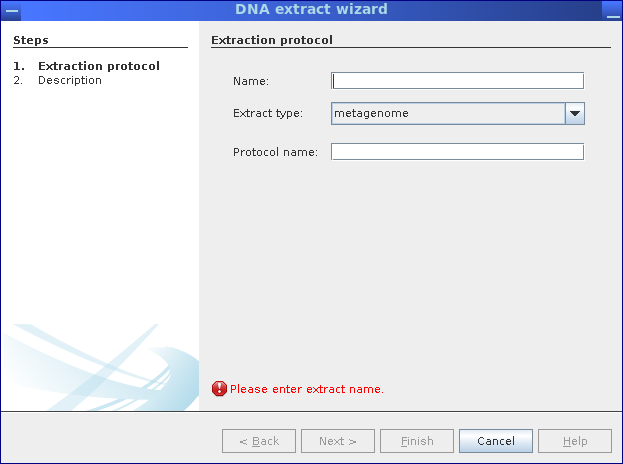 DNA extract wizard
Steps
1. Extraction protocol
2. Description
Extraction protocol
Name:
Extract type: metagenome
Protocol name:
Please enter extract name.
< Back Next > Finish Cancel Help